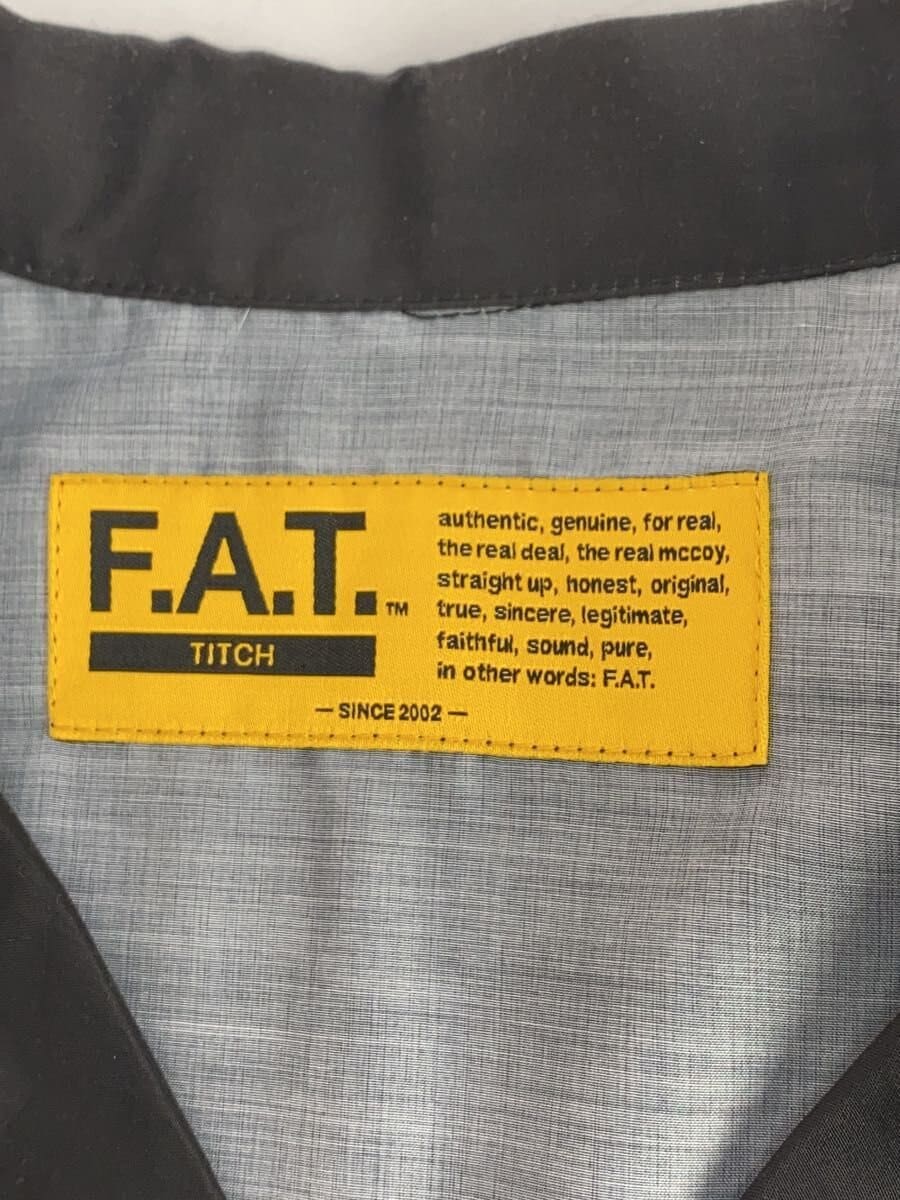 F.A.T.™
TITCH
authentic, genuine, for real,
the real deal, the real mccoy,
straight up, honest, original,
true, sincere, legitimate,
faithful, sound, pure,
in other words: F.A.T.
— SINCE 2002 —